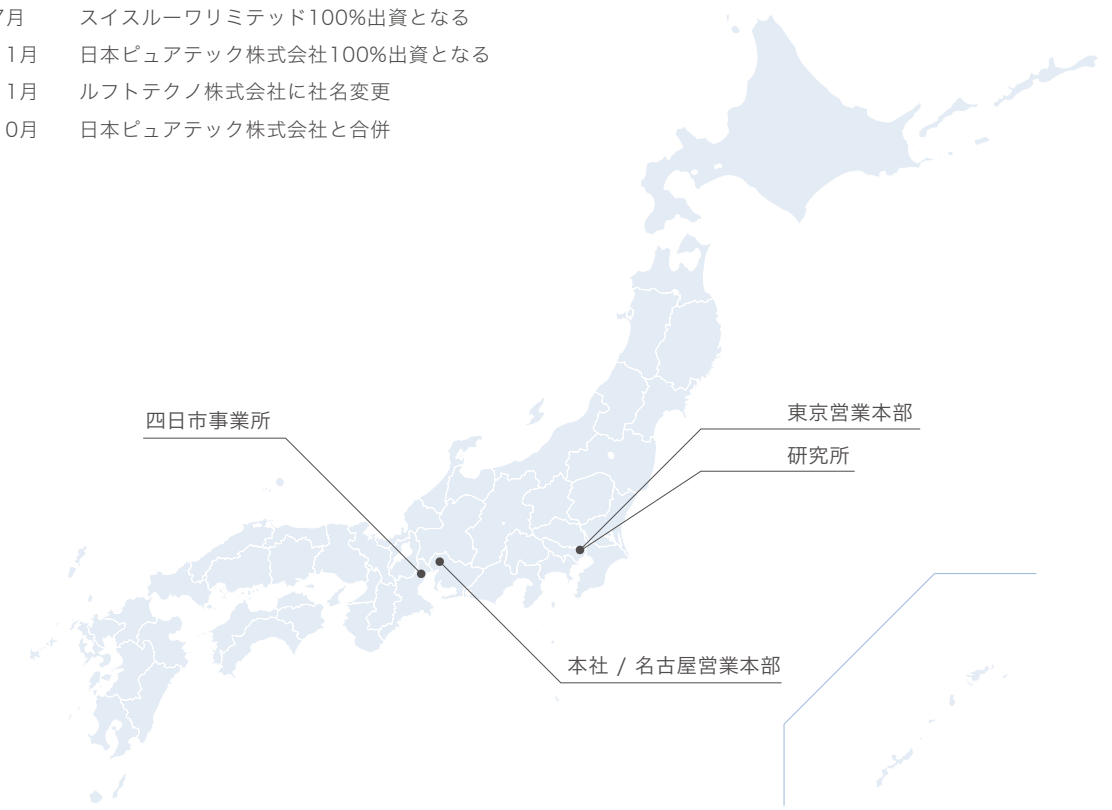 7月 スイスルーワリミテッド100%出資となる
1月 日本ピュアテック株式会社100%出資となる
1月 ルフトテクノ株式会社に社名変更
0月 日本ピュアテック株式会社と合併
東京営業本部
四日市事業所
研究所
本社 / 名古屋営業本部